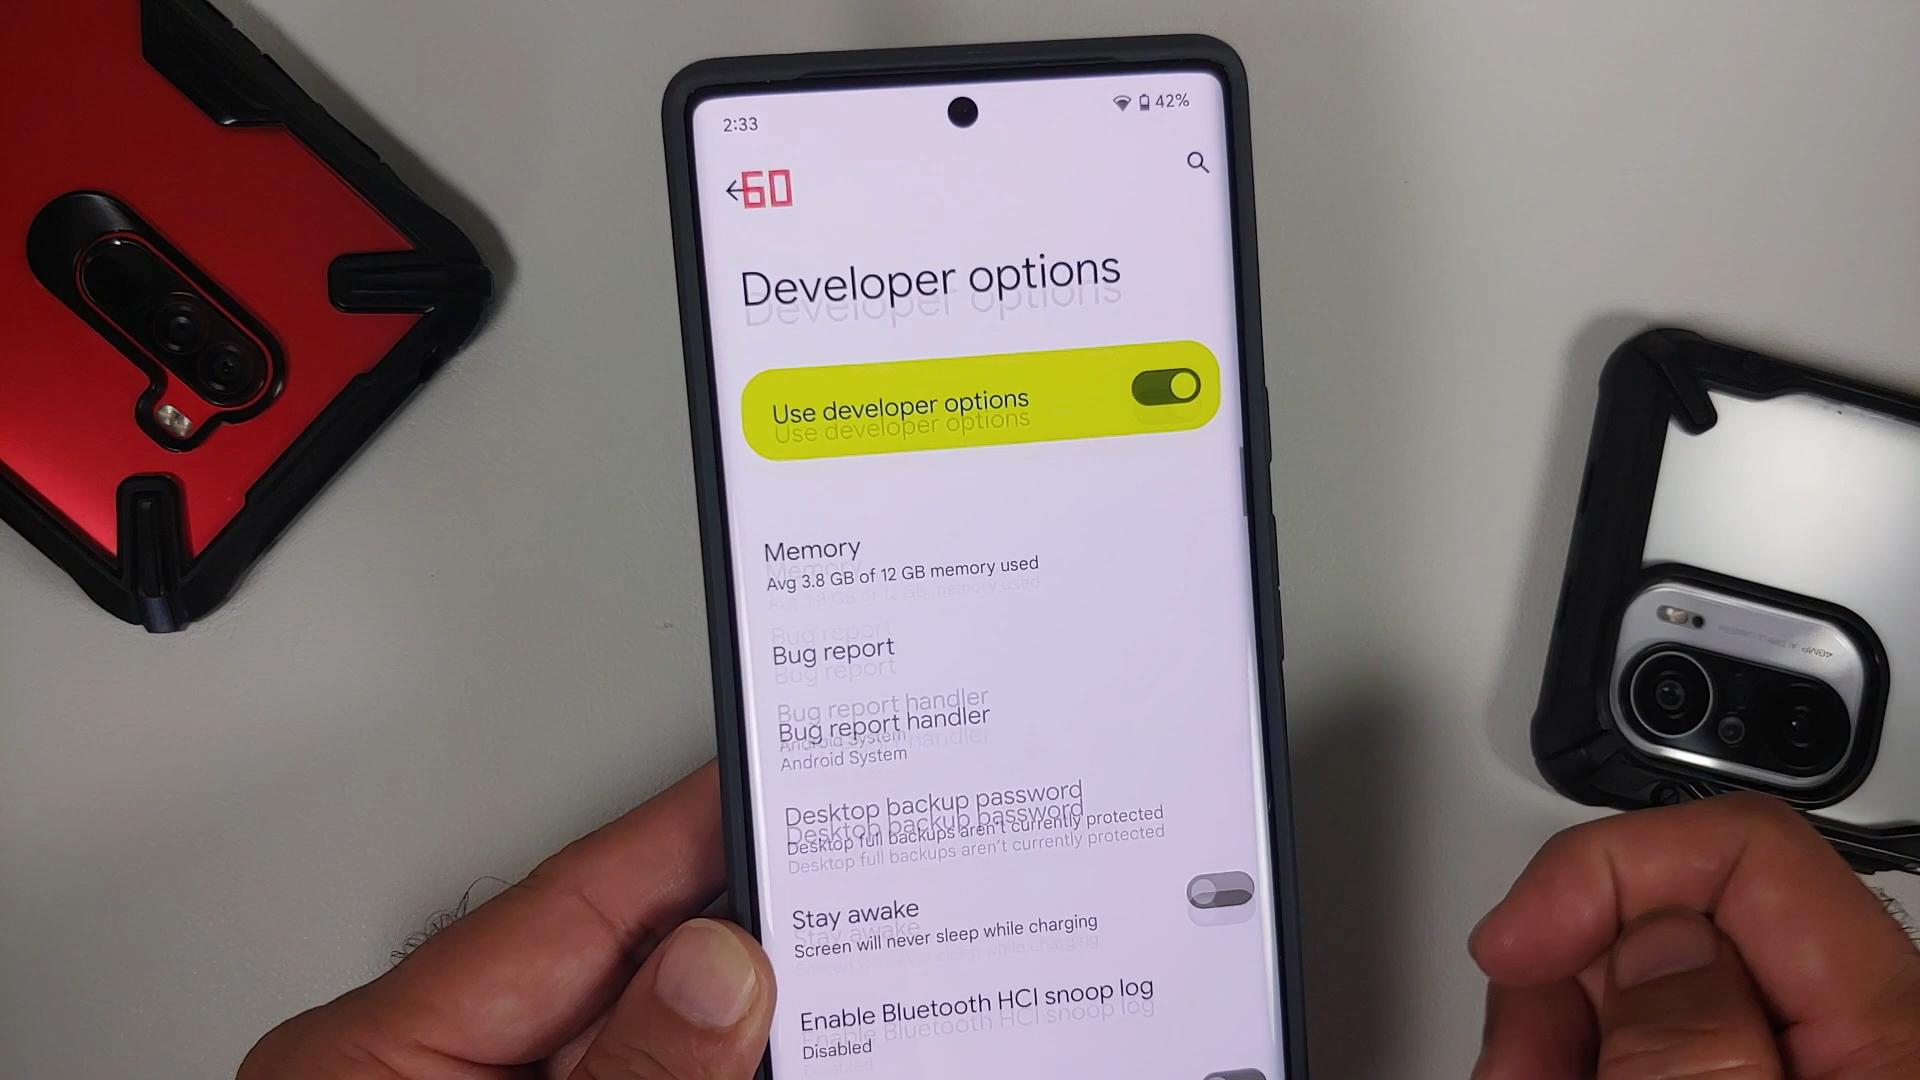 2:33
42%
60
Developer options
Use developer options
Memory
Avg 3.8 GB of 12 GB memory used
Bug report
Bug report handler
Android System
Desktop backup password
Desktop full backups aren't currently protected
Stay awake
Screen will never sleep while charging
Enable Bluetooth HCI snoop log
Disabled